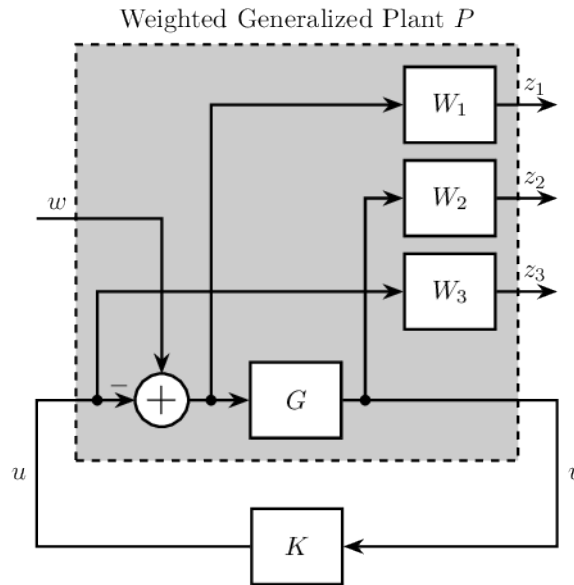 Weighted Generalized Plant P
W₁
z₁
W₂
z₂
w
W₃
z₃
−
+
G
u
v
K